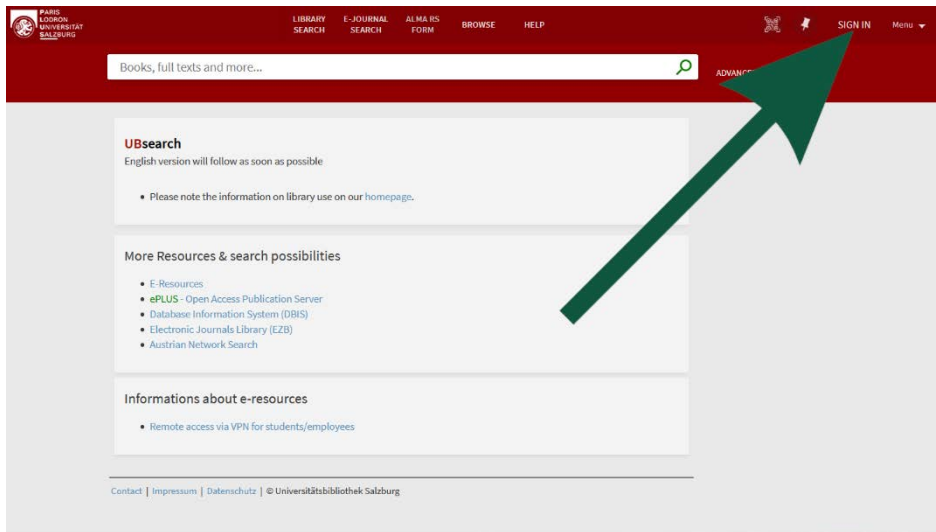 PARIS
LODRON
UNIVERSITÄT
SALZBURG
LIBRARY SEARCH
E-JOURNAL SEARCH
ALMA RS FORM
BROWSE
HELP
SIGN IN
Menu
Books, full texts and more...
UBsearch
English version will follow as soon as possible
• Please note the information on library use on our homepage.
More Resources & search possibilities
• E-Resources
• ePLUS - Open Access Publication Server
• Database Information System (DBIS)
• Electronic Journals Library (EZB)
• Austrian Network Search
Informations about e-resources
• Remote access via VPN for students/employees
Contact | Impressum | Datenschutz | © Universitätsbibliothek Salzburg